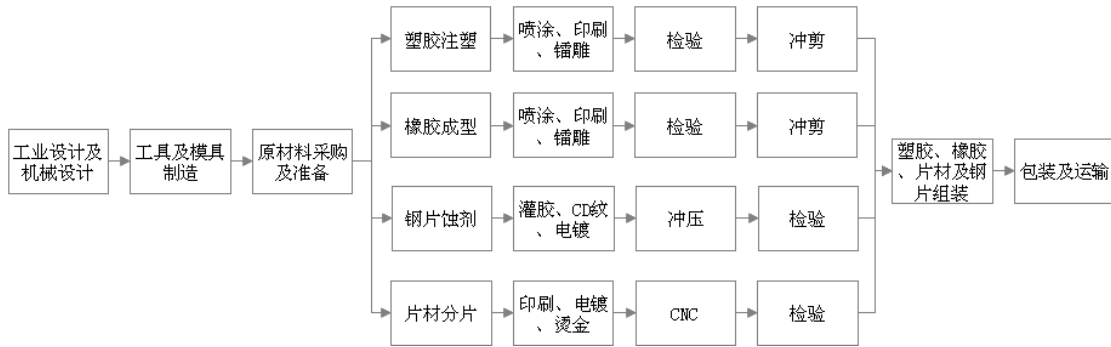 塑胶注塑
喷涂、印刷
、镭雕
检验
冲剪
橡胶成型
喷涂、印刷
、镭雕
检验
冲剪
工业设计及
机械设计
工具及模具
制造
原材料采购
及准备
塑胶、橡胶
、片材及钢
片组装
包装及运输
钢片蚀剂
灌胶、CD纹
、电镀
冲压
检验
片材分片
印刷、电镀
、烫金
CNC
检验